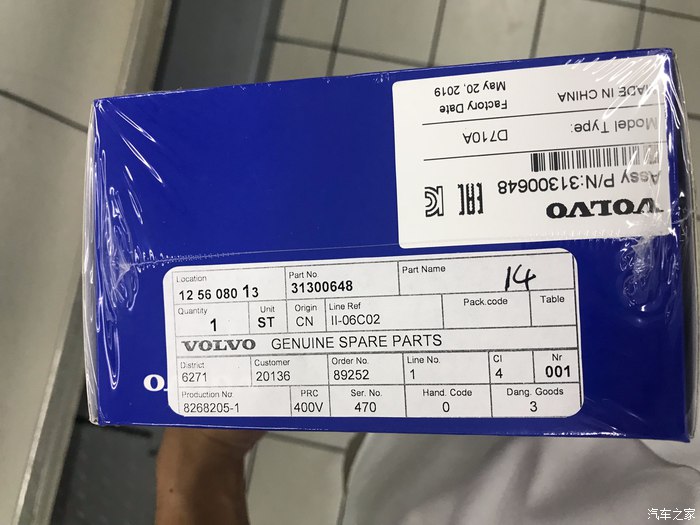 VOLVO
Assy P/N:31300648
Model Type: D710A
Factory Date May 20, 2019
MADE IN CHINA
Location Part No. Part Name
12 56 080 13 31300648 14
Quantity Unit Origin Line Ref Pack.code Table
1 ST CN II-06C02
VOLVO GENUINE SPARE PARTS
District Customer Order No. Line No. CI Nr
6271 20136 89252 1 4 001
Production No. PRC Ser. No. Hand. Code Dang. Goods
8268205-1 400V 470 0 3
汽车之家